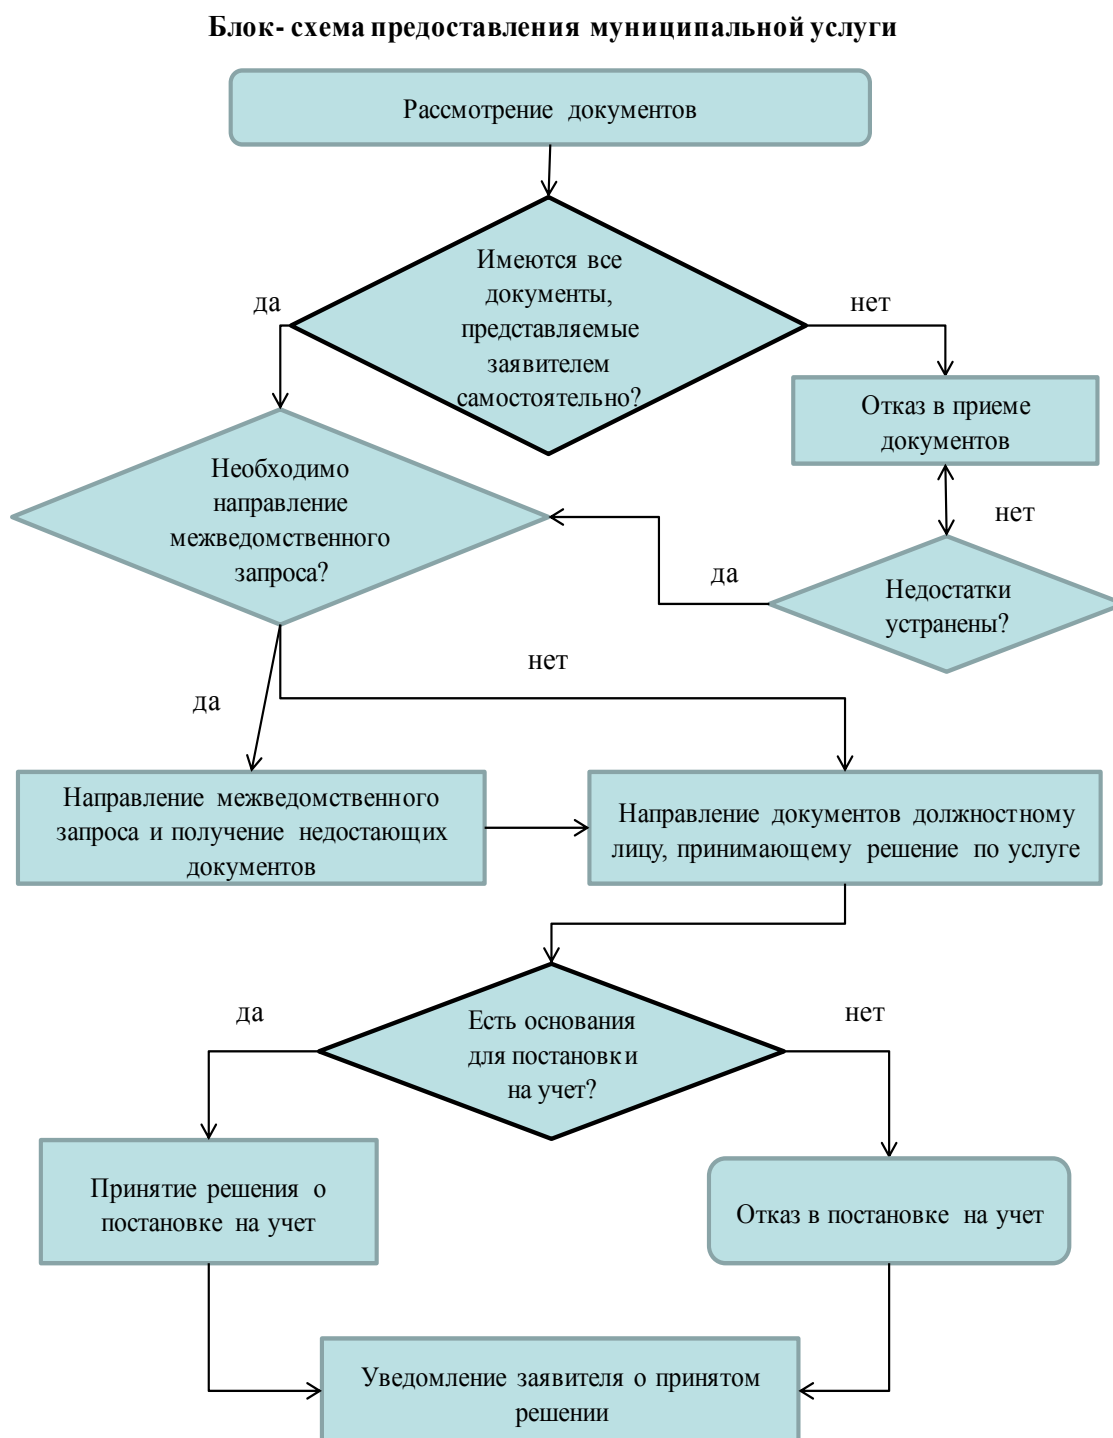 Блок- схема предоставления муниципальной услуги
Рассмотрение документов
Имеются все
документы,
представляемые
заявителем
самостоятельно?
да
нет
Отказ в приеме
документов
Необходимо
направление
межведомственного
запроса?
нет
да
Недостатки
устранены?
нет
да
Направление межведомственного
запроса и получение недостающих
документов
Направление документов должностному
лицу, принимающему решение по услуге
да
нет
Есть основания
для постановки
на учет?
Принятие решения о
постановке на учет
Отказ в постановке на учет
Уведомление заявителя о принятом
решении